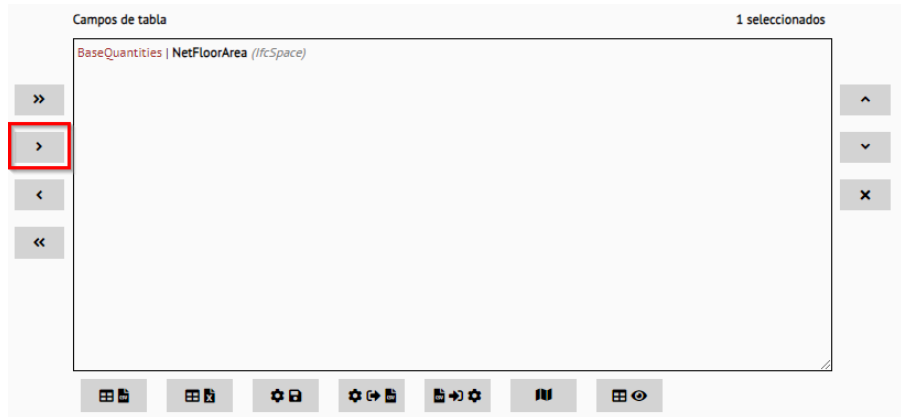 Campos de tabla
1 seleccionados
BaseQuantities | NetFloorArea (IfcSpace)